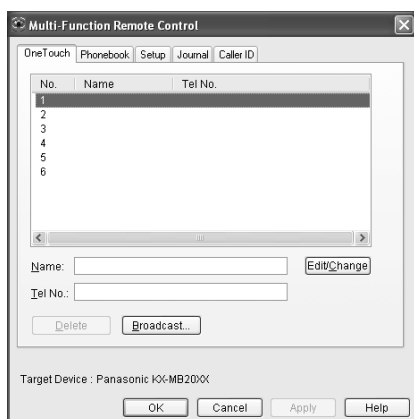 Multi-Function Remote Control
OneTouch Phonebook Setup Journal Caller ID
No. Name Tel No.
1
2
3
4
5
6
Name: Edit/Change
Tel No.:
Delete Broadcast...
Target Device : Panasonic KX-MB20XX
OK Cancel Apply Help